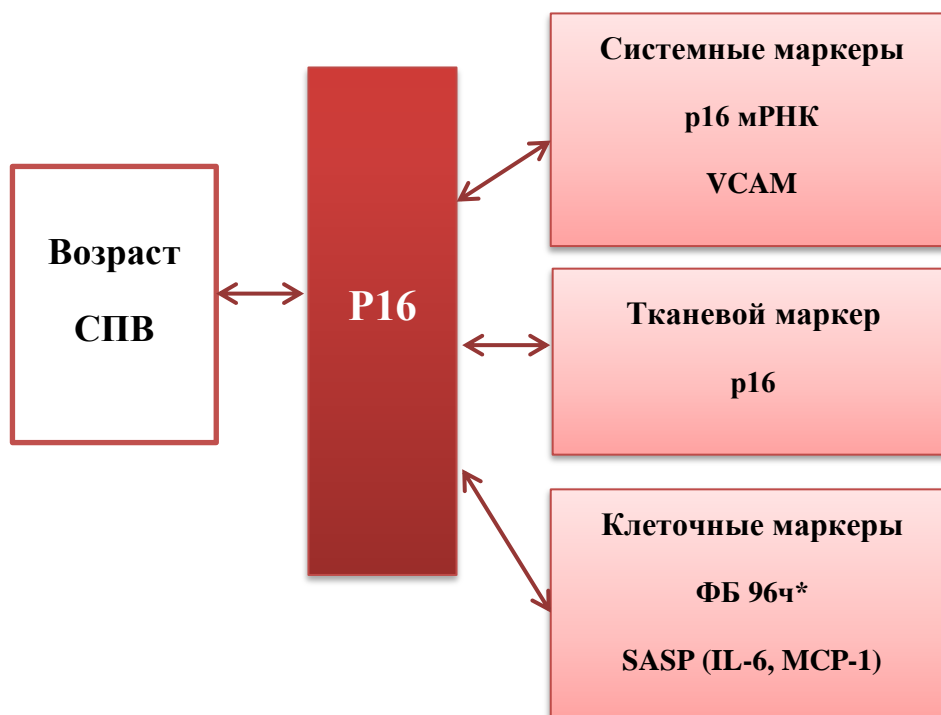 Возраст
СПВ
P16
Системные маркеры
p16 мРНК
VCAM
Тканевой маркер
p16
Клеточные маркеры
ФБ 96ч*
SASP (IL-6, MCP-1)